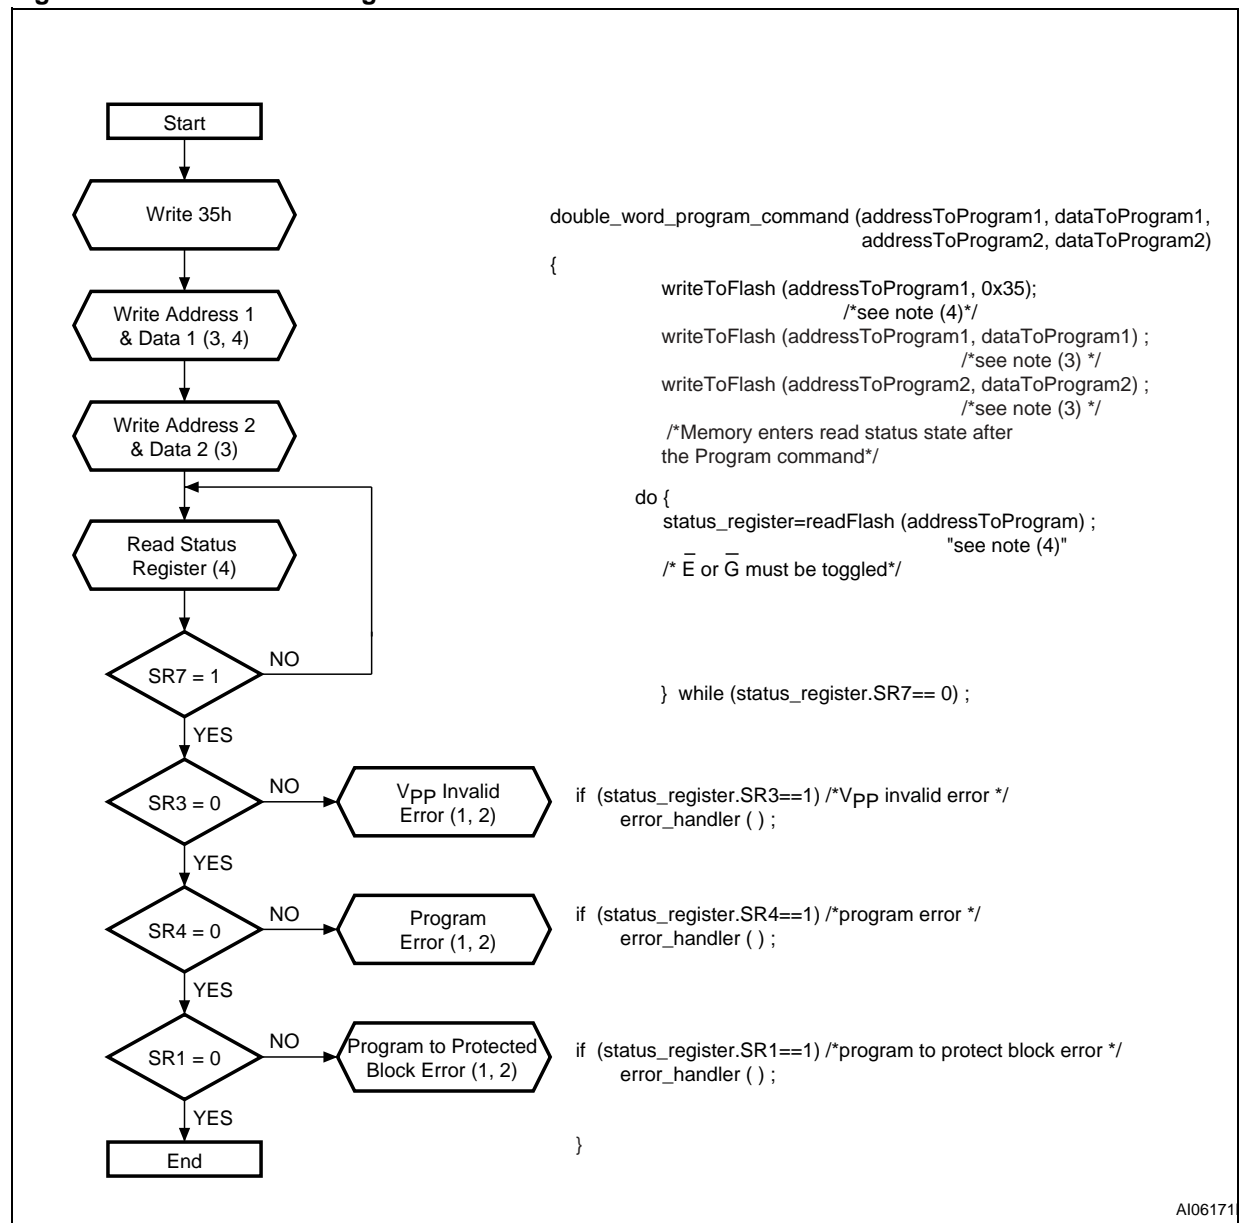 Start
Write 35h
Write Address 1
& Data 1 (3, 4)
Write Address 2
& Data 2 (3)
Read Status
Register (4)
SR7 = 1
NO
YES
SR3 = 0
NO
VPP Invalid
Error (1, 2)
YES
SR4 = 0
NO
Program
Error (1, 2)
YES
SR1 = 0
NO
Program to Protected
Block Error (1, 2)
YES
End
double_word_program_command (addressToProgram1, dataToProgram1,
addressToProgram2, dataToProgram2)
{
writeToFlash (addressToProgram1, 0x35);
/*see note (4)*/
writeToFlash (addressToProgram1, dataToProgram1) ;
/*see note (3) */
writeToFlash (addressToProgram2, dataToProgram2) ;
/*see note (3) */
/*Memory enters read status state after
the Program command*/
do {
status_register=readFlash (addressToProgram) ;
"see note (4)"
/* E̅ or G̅ must be toggled*/
} while (status_register.SR7== 0) ;
if (status_register.SR3==1) /*VPP invalid error */
error_handler ( ) ;
if (status_register.SR4==1) /*program error */
error_handler ( ) ;
if (status_register.SR1==1) /*program to protect block error */
error_handler ( ) ;
}